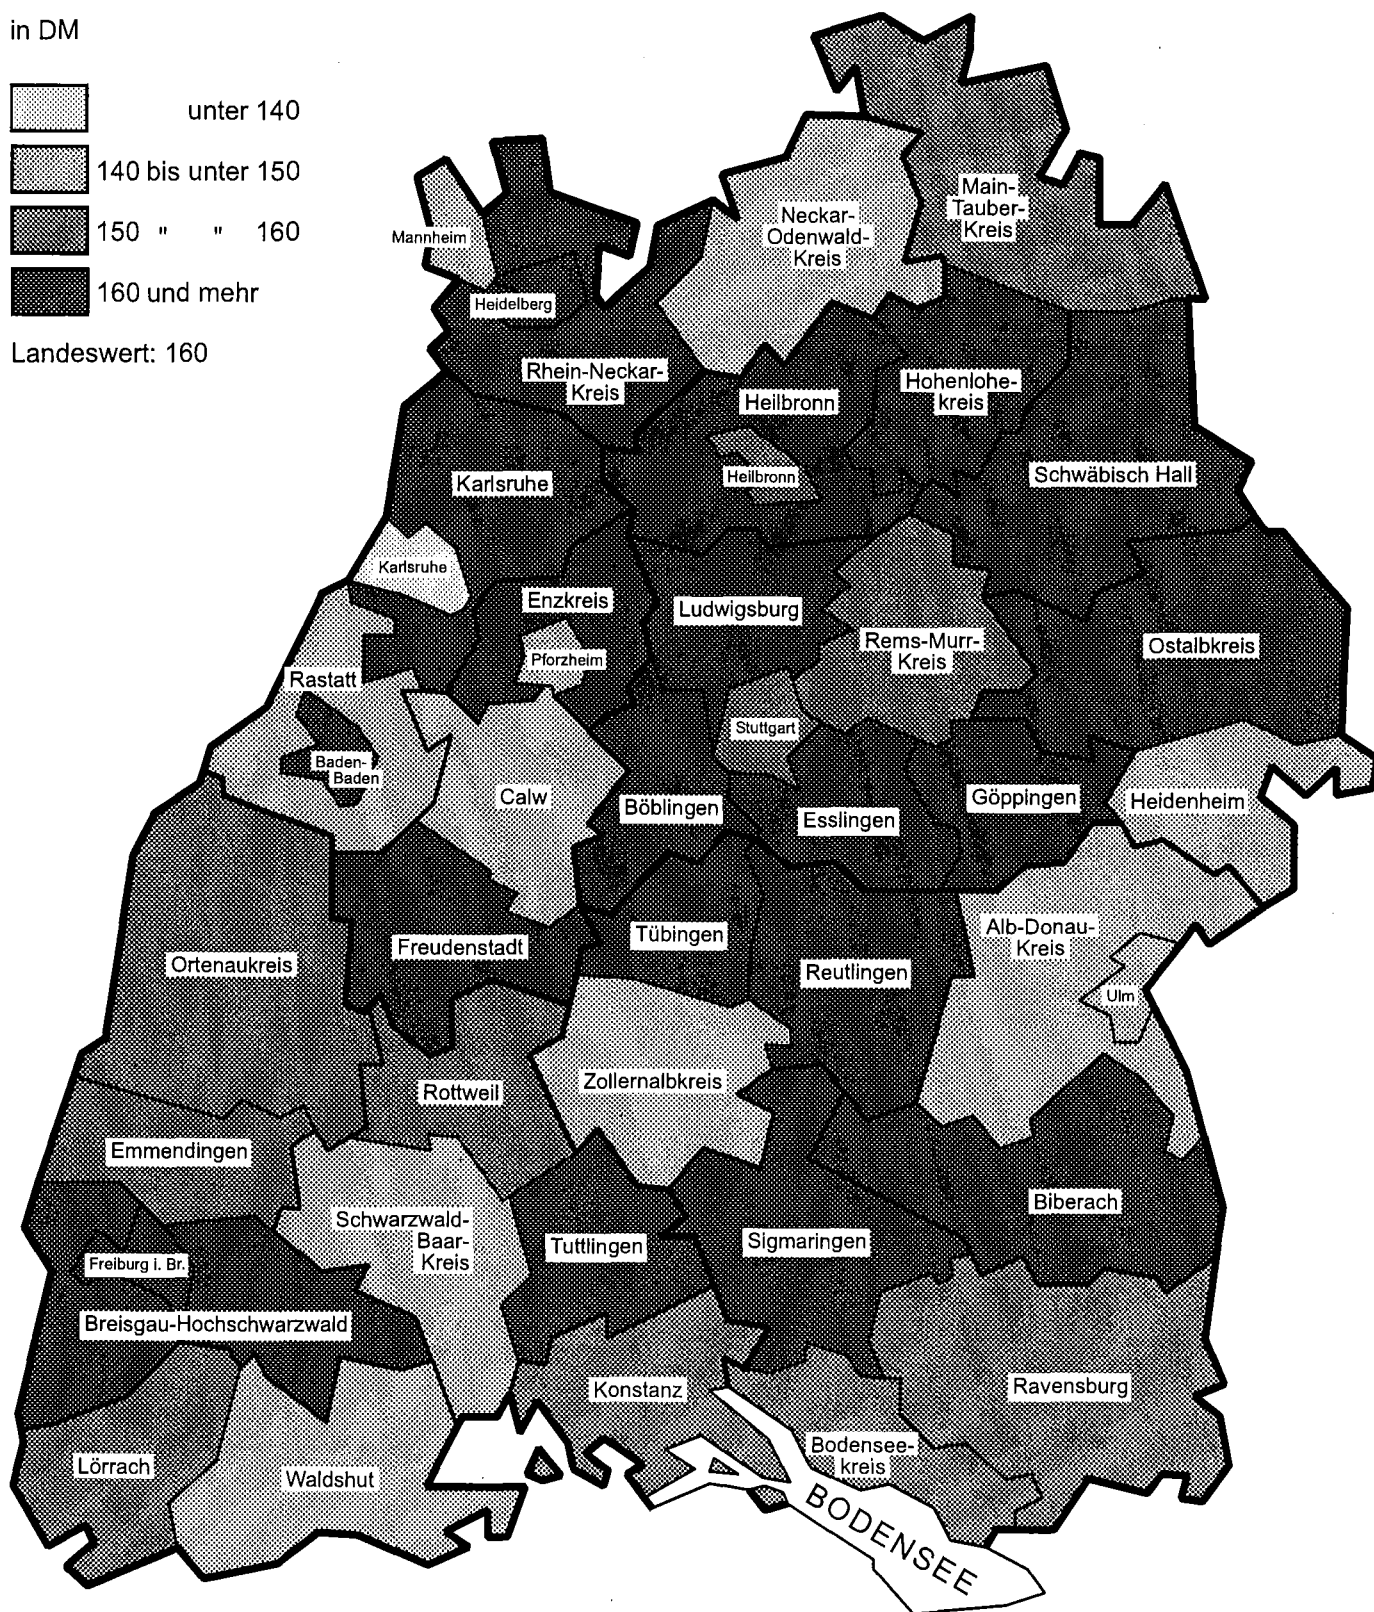 in DM
unter 140
140 bis unter 150
150 " " 160
160 und mehr
Landeswert: 160
Main-
Tauber-
Kreis
Neckar-
Odenwald-
Kreis
Mannheim
Heidelberg
Rhein-Neckar-
Kreis
Heilbronn
Hohenlohe-
kreis
Heilbronn
Schwäbisch Hall
Karlsruhe
Karlsruhe
Enzkreis
Ludwigsburg
Rems-Murr-
Kreis
Ostalbkreis
Pforzheim
Rastatt
Stuttgart
Baden-
Baden
Calw
Böblingen
Esslingen
Göppingen
Heidenheim
Ortenaukreis
Freudenstadt
Tübingen
Reutlingen
Alb-Donau-
Kreis
Ulm
Rottweil
Zollernalbkreis
Emmendingen
Schwarzwald-
Baar-
Kreis
Tuttlingen
Sigmaringen
Biberach
Freiburg i. Br.
Breisgau-Hochschwarzwald
Konstanz
Ravensburg
Lörrach
Waldshut
Bodensee-
kreis
BODENSEE